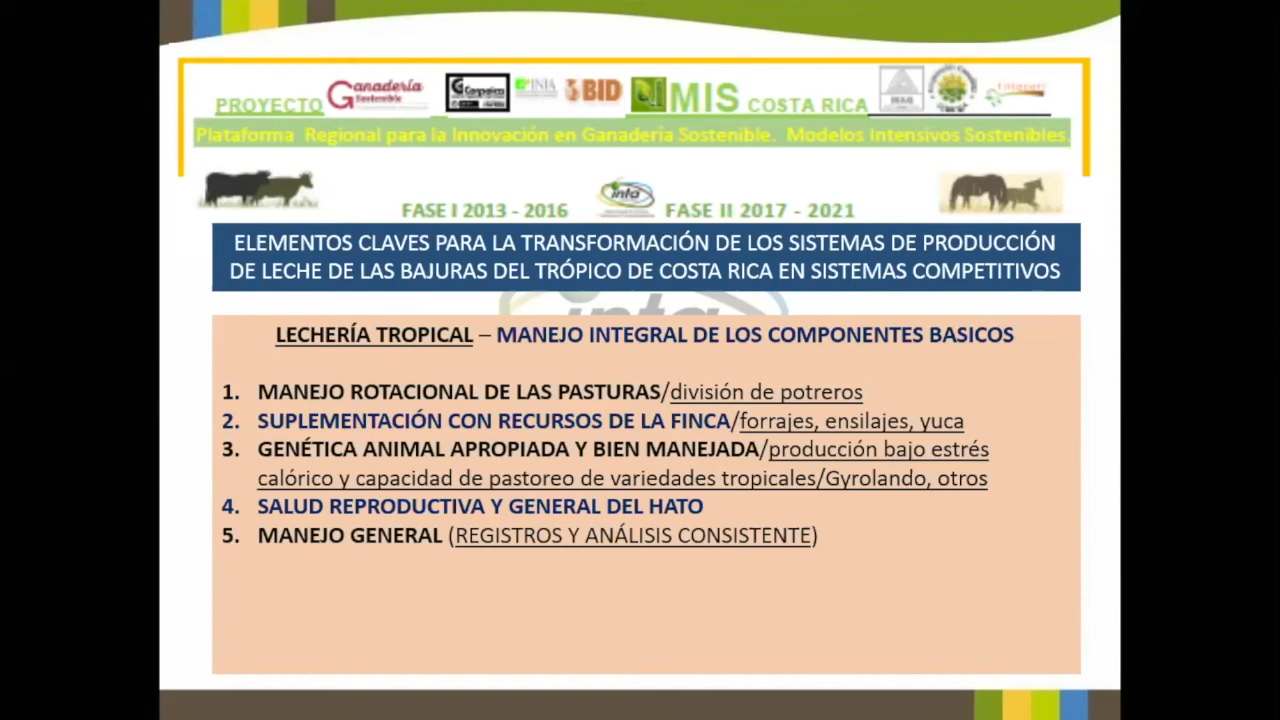 PROYECTO Ganadería Sostenible Corpoica INIA BID MIS COSTA RICA
Plataforma Regional para la Innovación en Ganadería Sostenible. Modelos Intensivos Sostenibles.
FASE I 2013 - 2016 inta FASE II 2017 - 2021
ELEMENTOS CLAVES PARA LA TRANSFORMACIÓN DE LOS SISTEMAS DE PRODUCCIÓN
DE LECHE DE LAS BAJURAS DEL TRÓPICO DE COSTA RICA EN SISTEMAS COMPETITIVOS
inta
LECHERÍA TROPICAL – MANEJO INTEGRAL DE LOS COMPONENTES BASICOS
1. MANEJO ROTACIONAL DE LAS PASTURAS/división de potreros
2. SUPLEMENTACIÓN CON RECURSOS DE LA FINCA/forrajes, ensilajes, yuca
3. GENÉTICA ANIMAL APROPIADA Y BIEN MANEJADA/producción bajo estrés
calórico y capacidad de pastoreo de variedades tropicales/Gyrolando, otros
4. SALUD REPRODUCTIVA Y GENERAL DEL HATO
5. MANEJO GENERAL (REGISTROS Y ANÁLISIS CONSISTENTE)